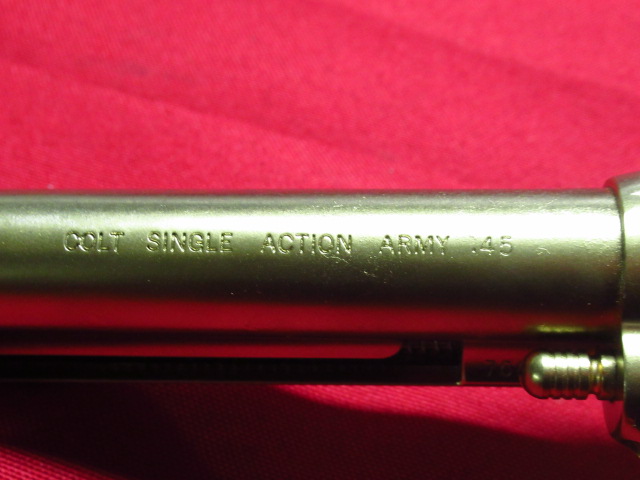 COLT SINGLE ACTION ARMY .45